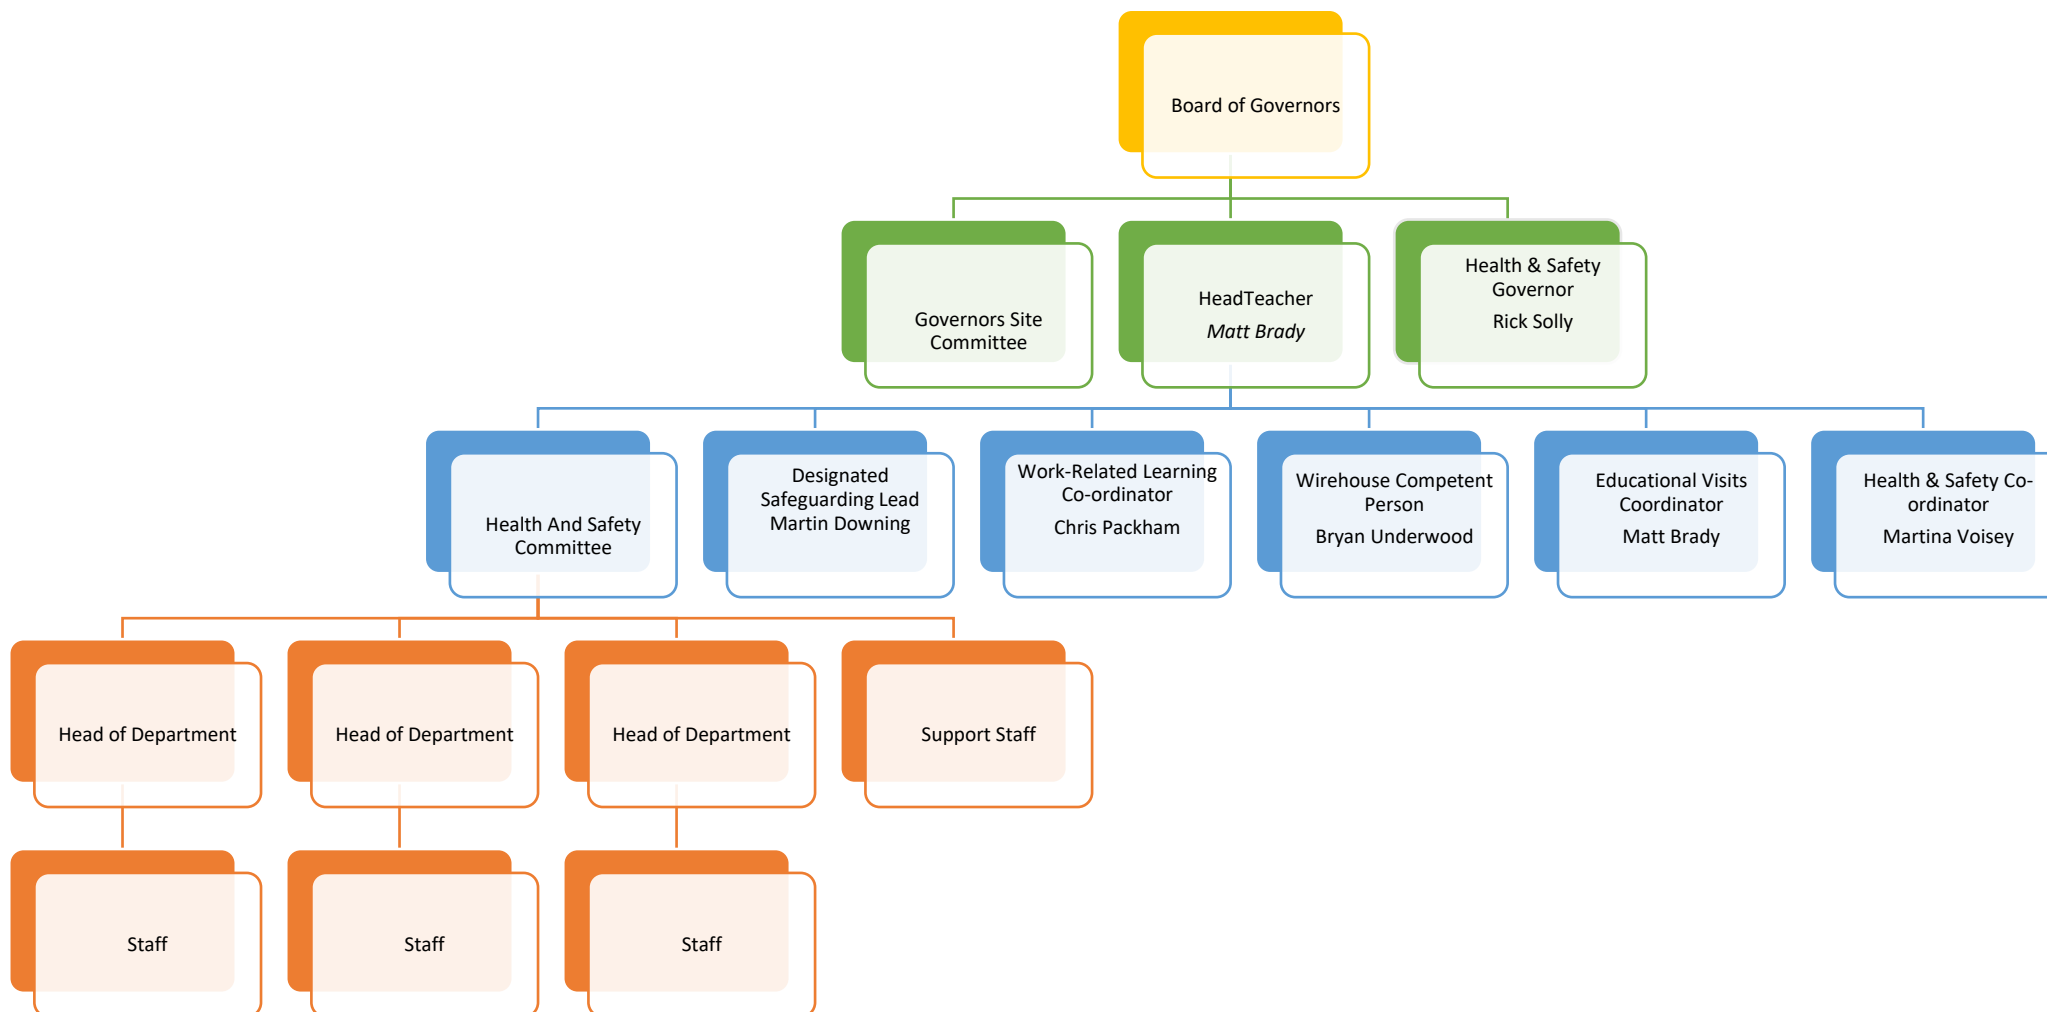 Board of Governors
Governors Site
Committee
HeadTeacher
Matt Brady
Health & Safety
Governor
Rick Solly
Health And Safety
Committee
Designated
Safeguarding Lead
Martin Downing
Work-Related Learning
Co-ordinator
Chris Packham
Wirehouse Competent
Person
Bryan Underwood
Educational Visits
Coordinator
Matt Brady
Health & Safety Co-
ordinator
Martina Voisey
Head of Department
Head of Department
Head of Department
Support Staff
Staff
Staff
Staff